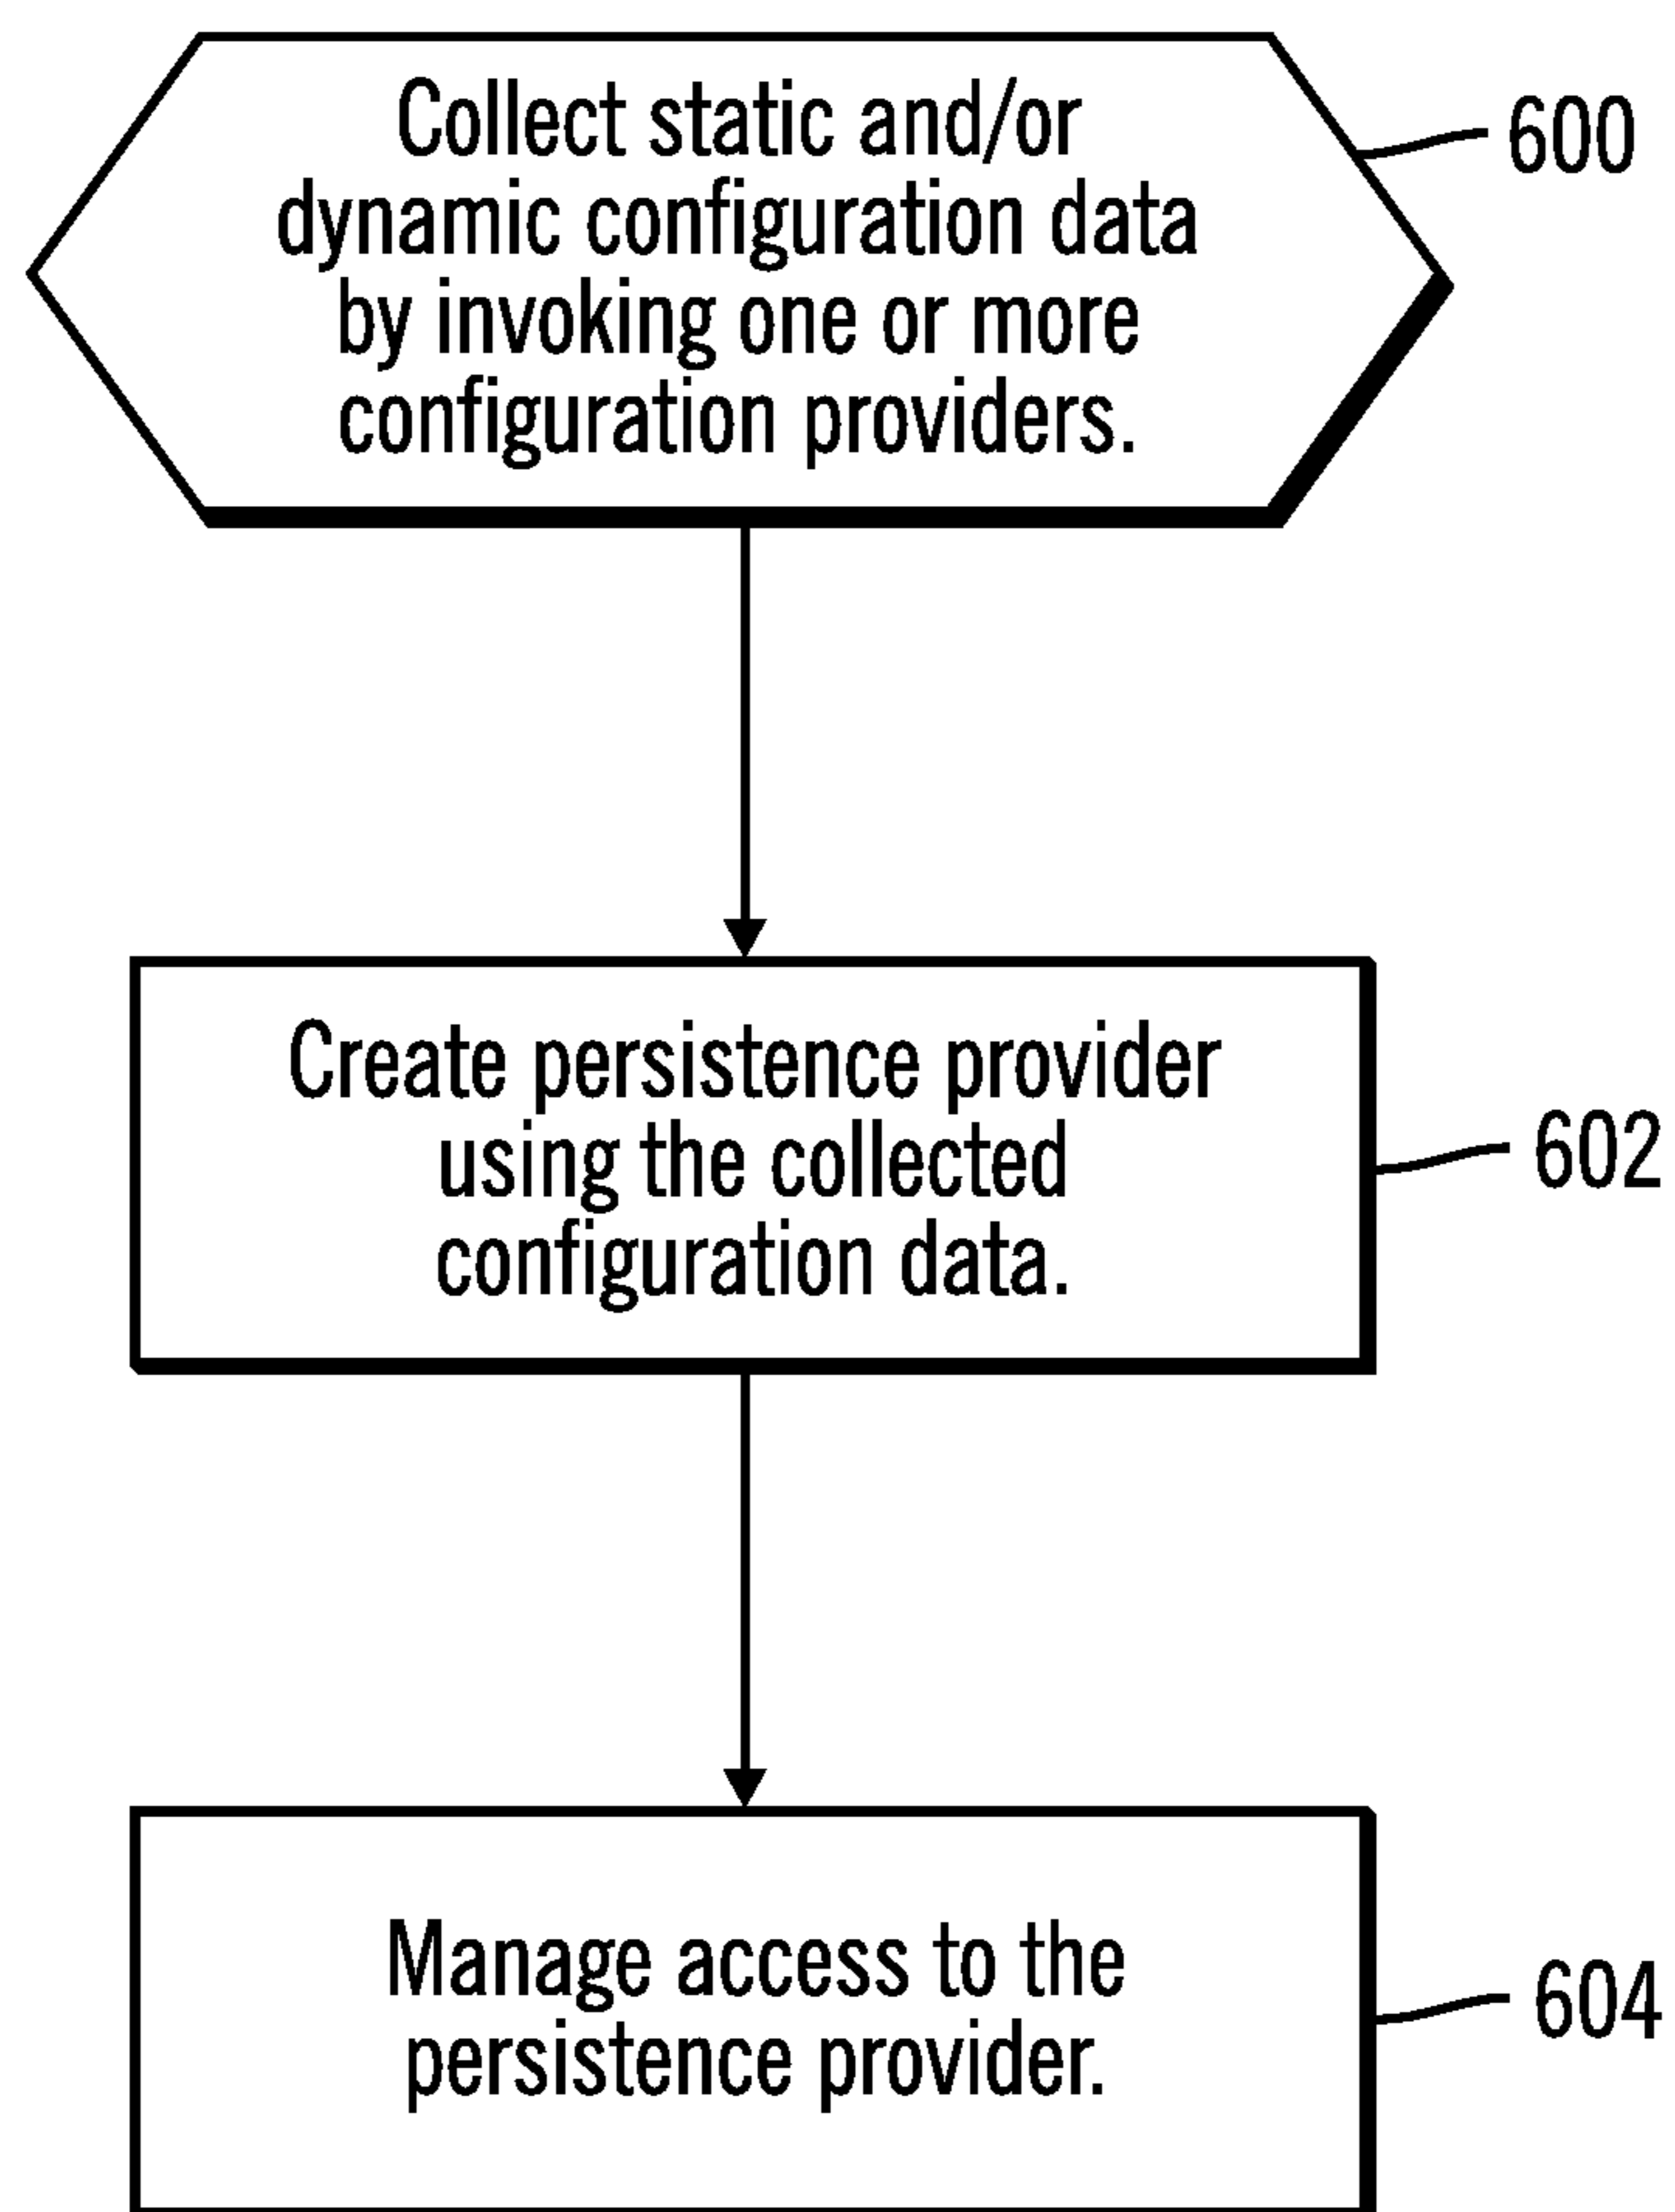 Collect static and/or
dynamic configuration data
by invoking one or more
configuration providers.
600
Create persistence provider
using the collected
configuration data.
602
Manage access to the
persistence provider.
604